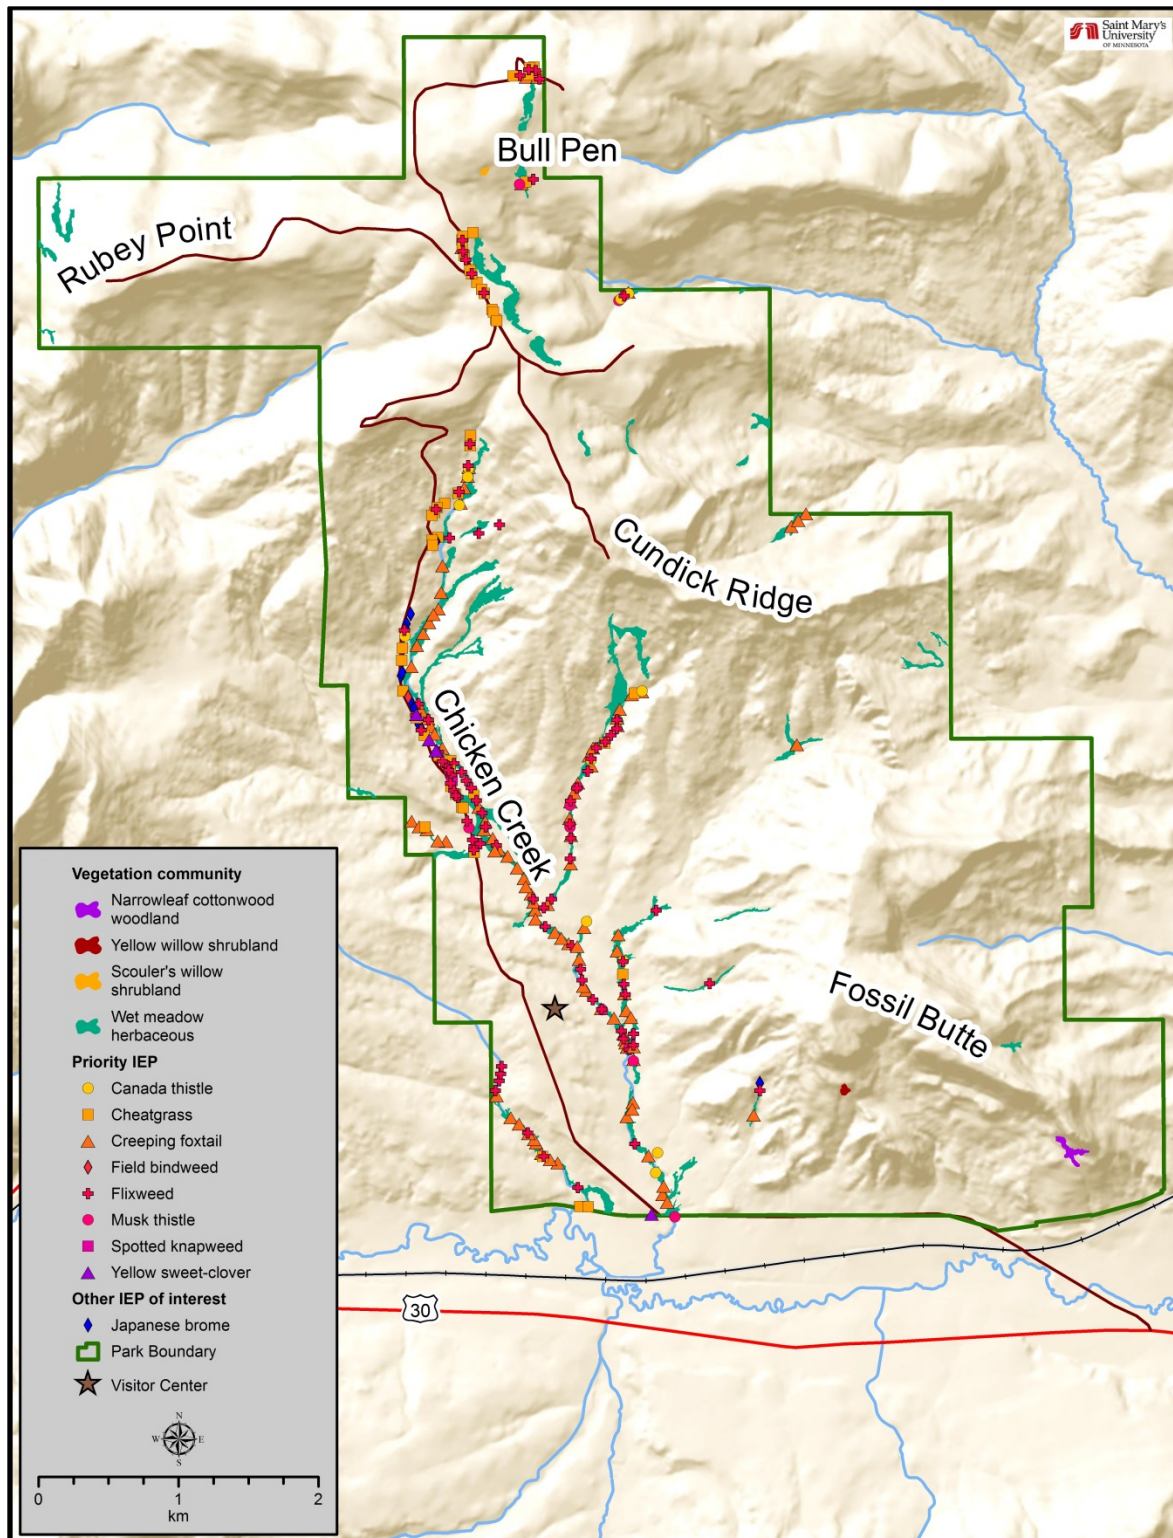 Saint Mary's
University
OF MINNESOTA
Bull Pen
Rubey Point
Cundick Ridge
Chicken Creek
Fossil Butte
Vegetation community
Narrowleaf cottonwood
woodland
Yellow willow shrubland
Scouler's willow
shrubland
Wet meadow
herbaceous
Priority IEP
Canada thistle
Cheatgrass
Creeping foxtail
Field bindweed
Flixweed
Musk thistle
Spotted knapweed
Yellow sweet-clover
Other IEP of interest
Japanese brome
Park Boundary
Visitor Center
N
W E
S
0 1 2
km
30